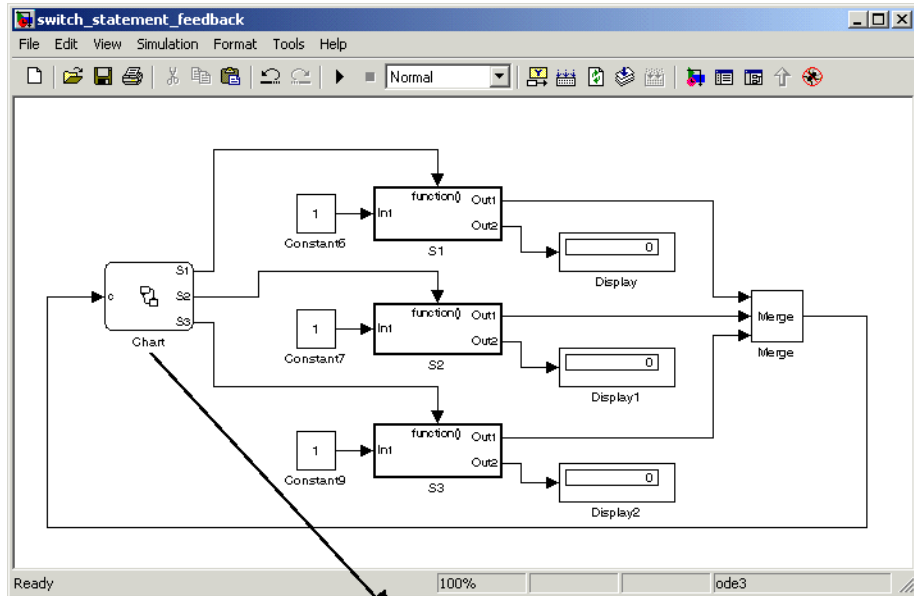 switch_statement_feedback
File Edit View Simulation Format Tools Help
Normal
function()
In1
Out1
Out2
S1
1
Constant6
0
Display
c
S1
S2
S3
Chart
function()
In1
Out1
Out2
S2
1
Constant7
0
Display1
Merge
Merge
function()
In1
Out1
Out2
S3
1
Constant9
0
Display2
Ready 100% ode3